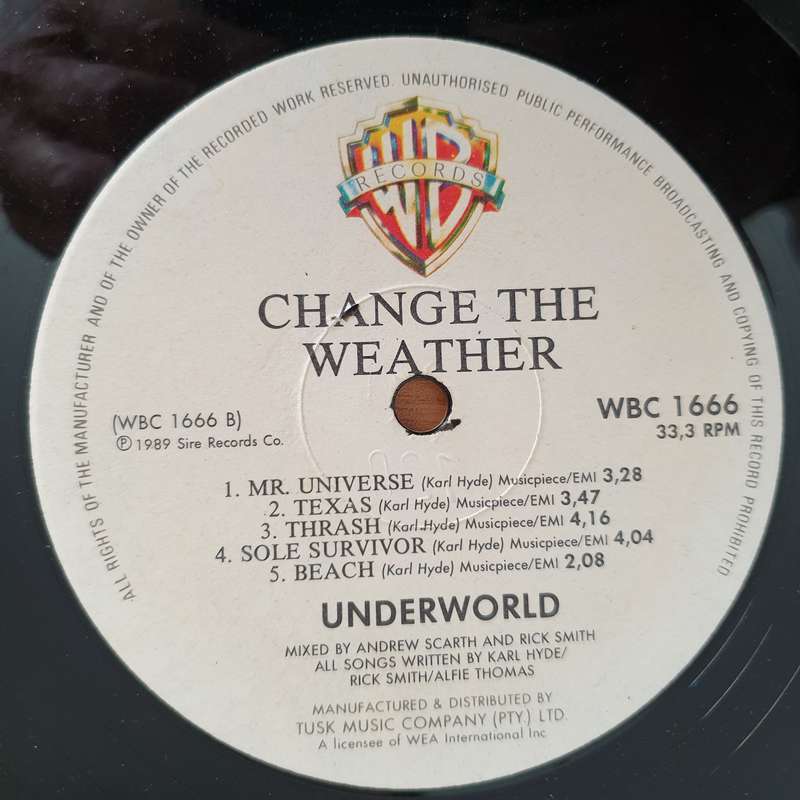 ALL RIGHTS OF THE MANUFACTURER AND OF THE OWNER OF THE RECORDED WORK RESERVED. UNAUTHORISED PUBLIC PERFORMANCE BROADCASTING AND COPYING OF THIS RECORD PROHIBITED
WB
RECORDS
CHANGE THE
WEATHER
(WBC 1666 B)
℗ 1989 Sire Records Co.
WBC 1666
33,3 RPM
1. MR. UNIVERSE (Karl Hyde) Musicpiece/EMI 3,28
2. TEXAS (Karl Hyde) Musicpiece/EMI 3,47
3. THRASH (Karl Hyde) Musicpiece/EMI 4,16
4. SOLE SURVIVOR (Karl Hyde) Musicpiece/EMI 4,04
5. BEACH (Karl Hyde) Musicpiece/EMI 2,08
UNDERWORLD
MIXED BY ANDREW SCARTH AND RICK SMITH
ALL SONGS WRITTEN BY KARL HYDE/
RICK SMITH/ALFIE THOMAS
MANUFACTURED & DISTRIBUTED BY
TUSK MUSIC COMPANY (PTY.) LTD.
A licensee of WEA International Inc